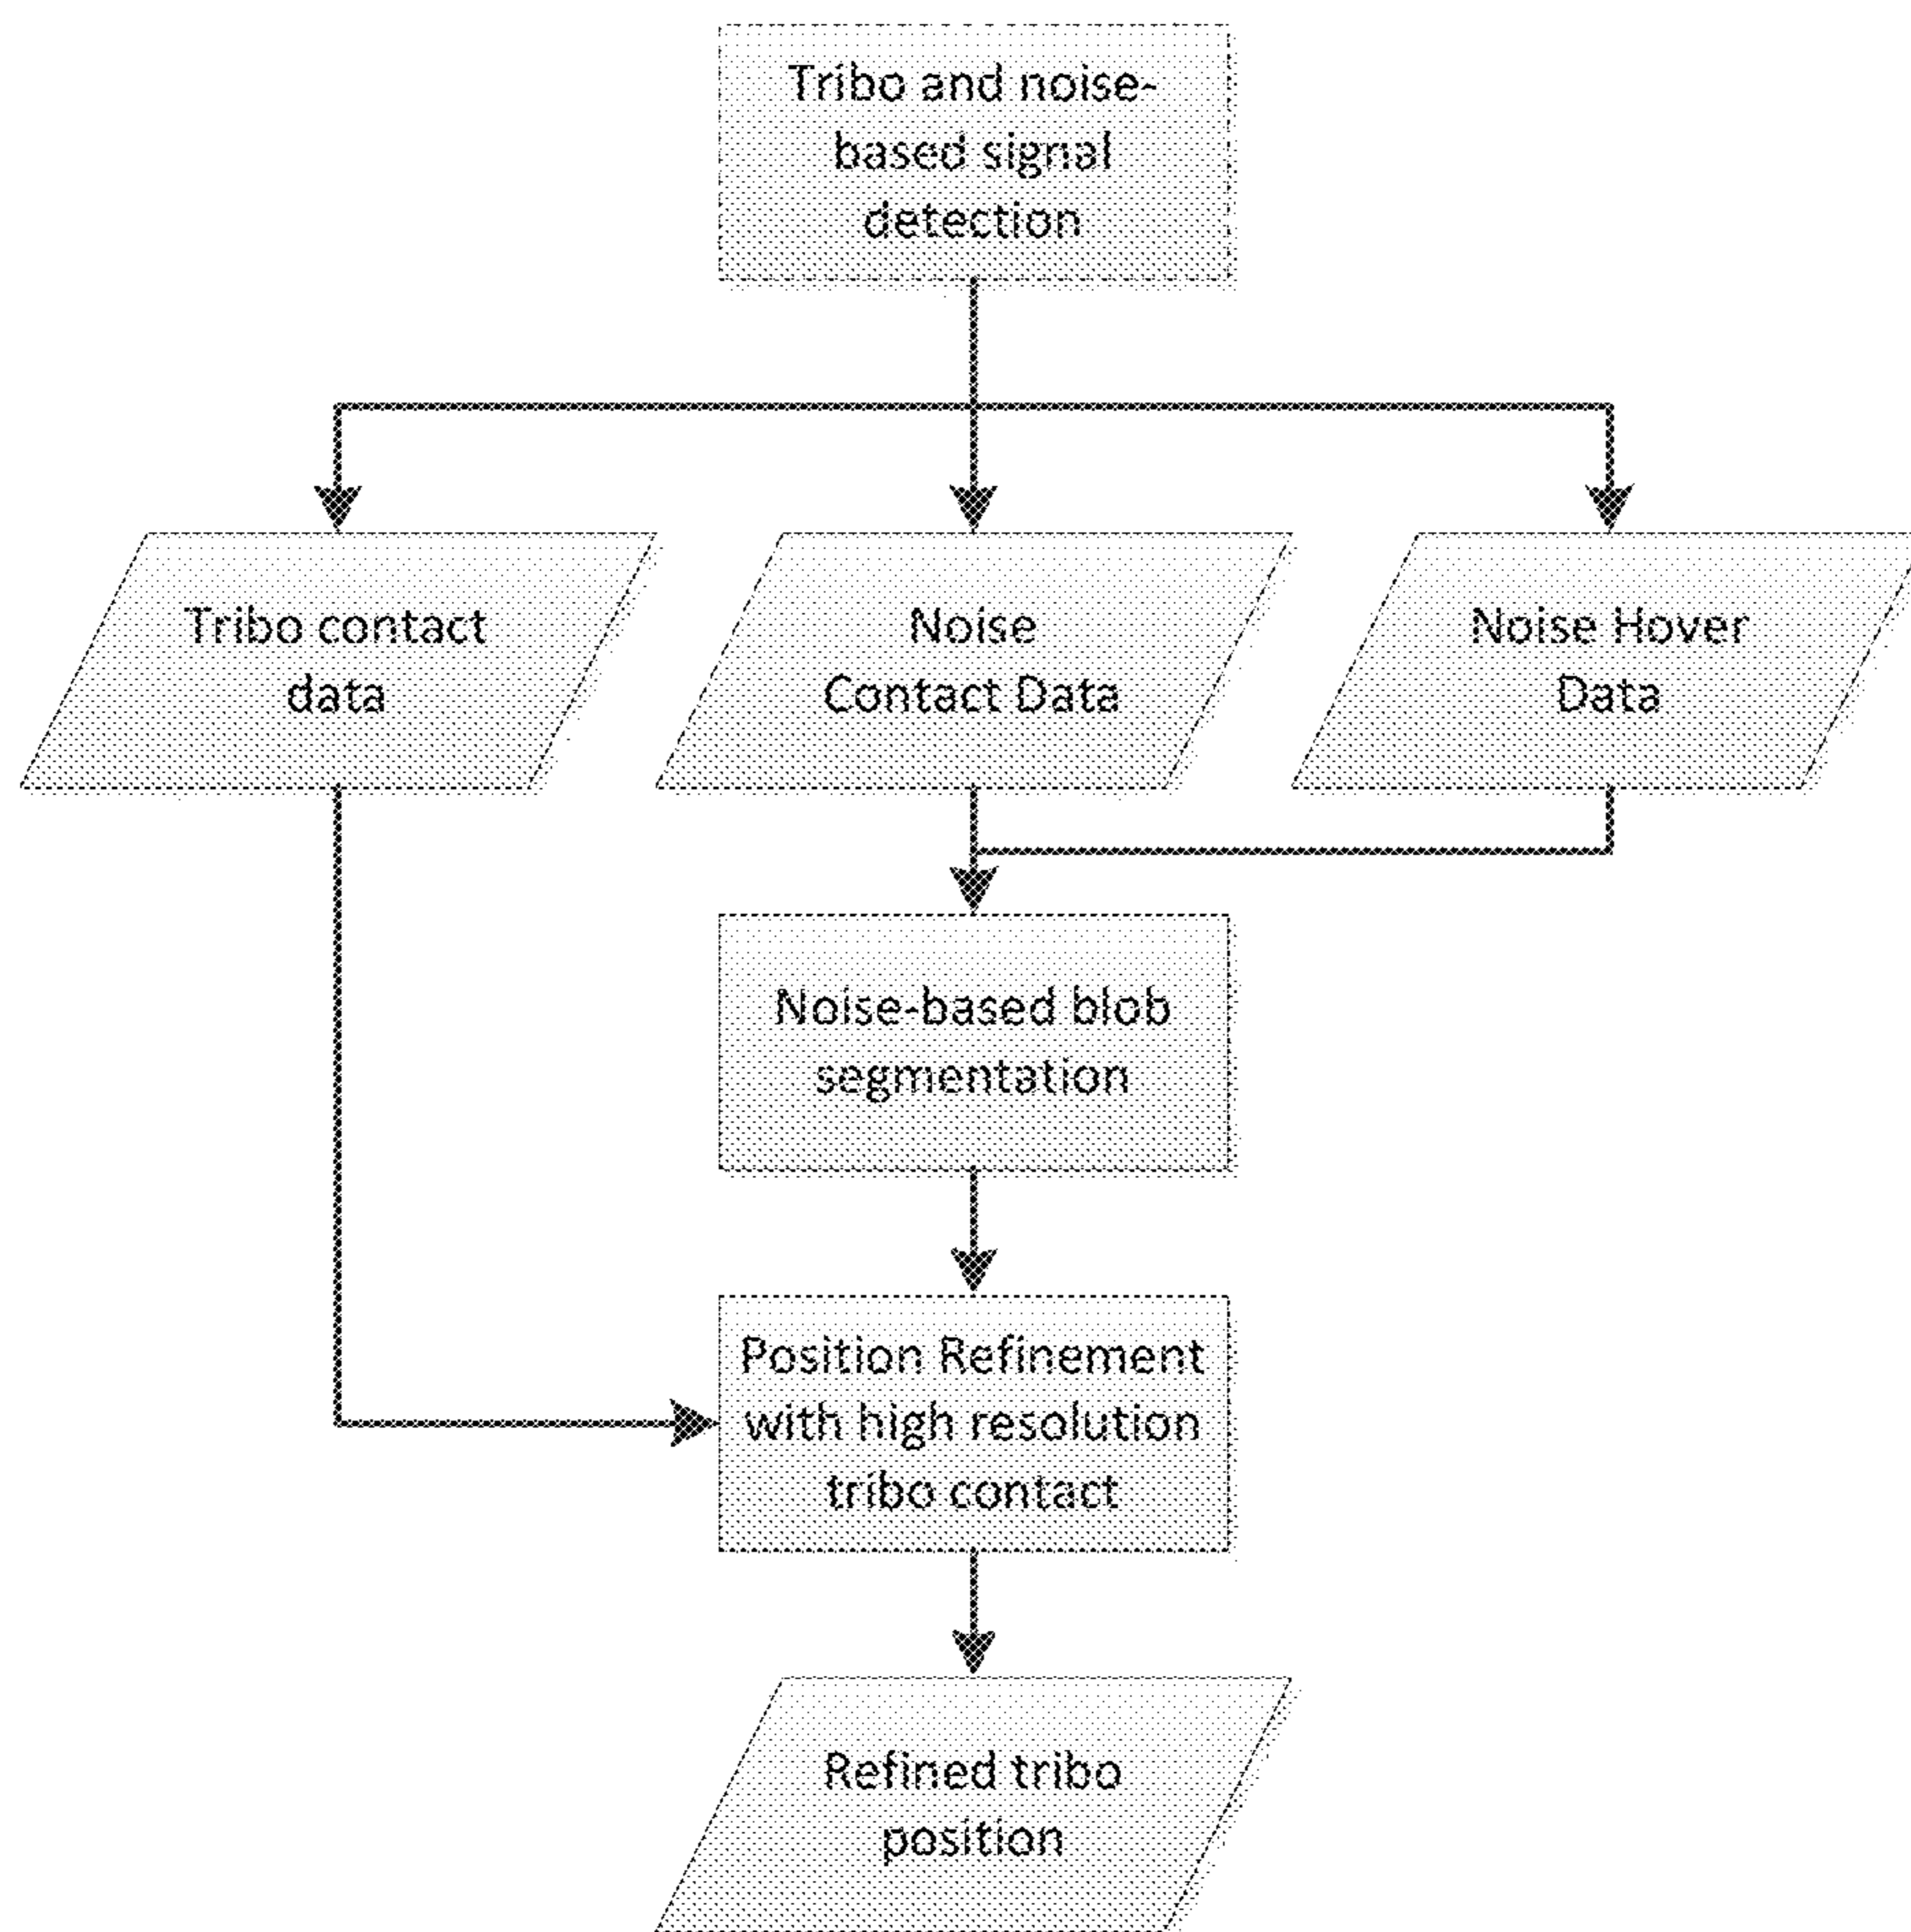 Tribo and noise-
based signal
detection
Tribo contact
data
Noise
Contact Data
Noise Hover
Data
Noise-based blob
segmentation
Position Refinement
with high resolution
tribo contact
Refined tribo
position